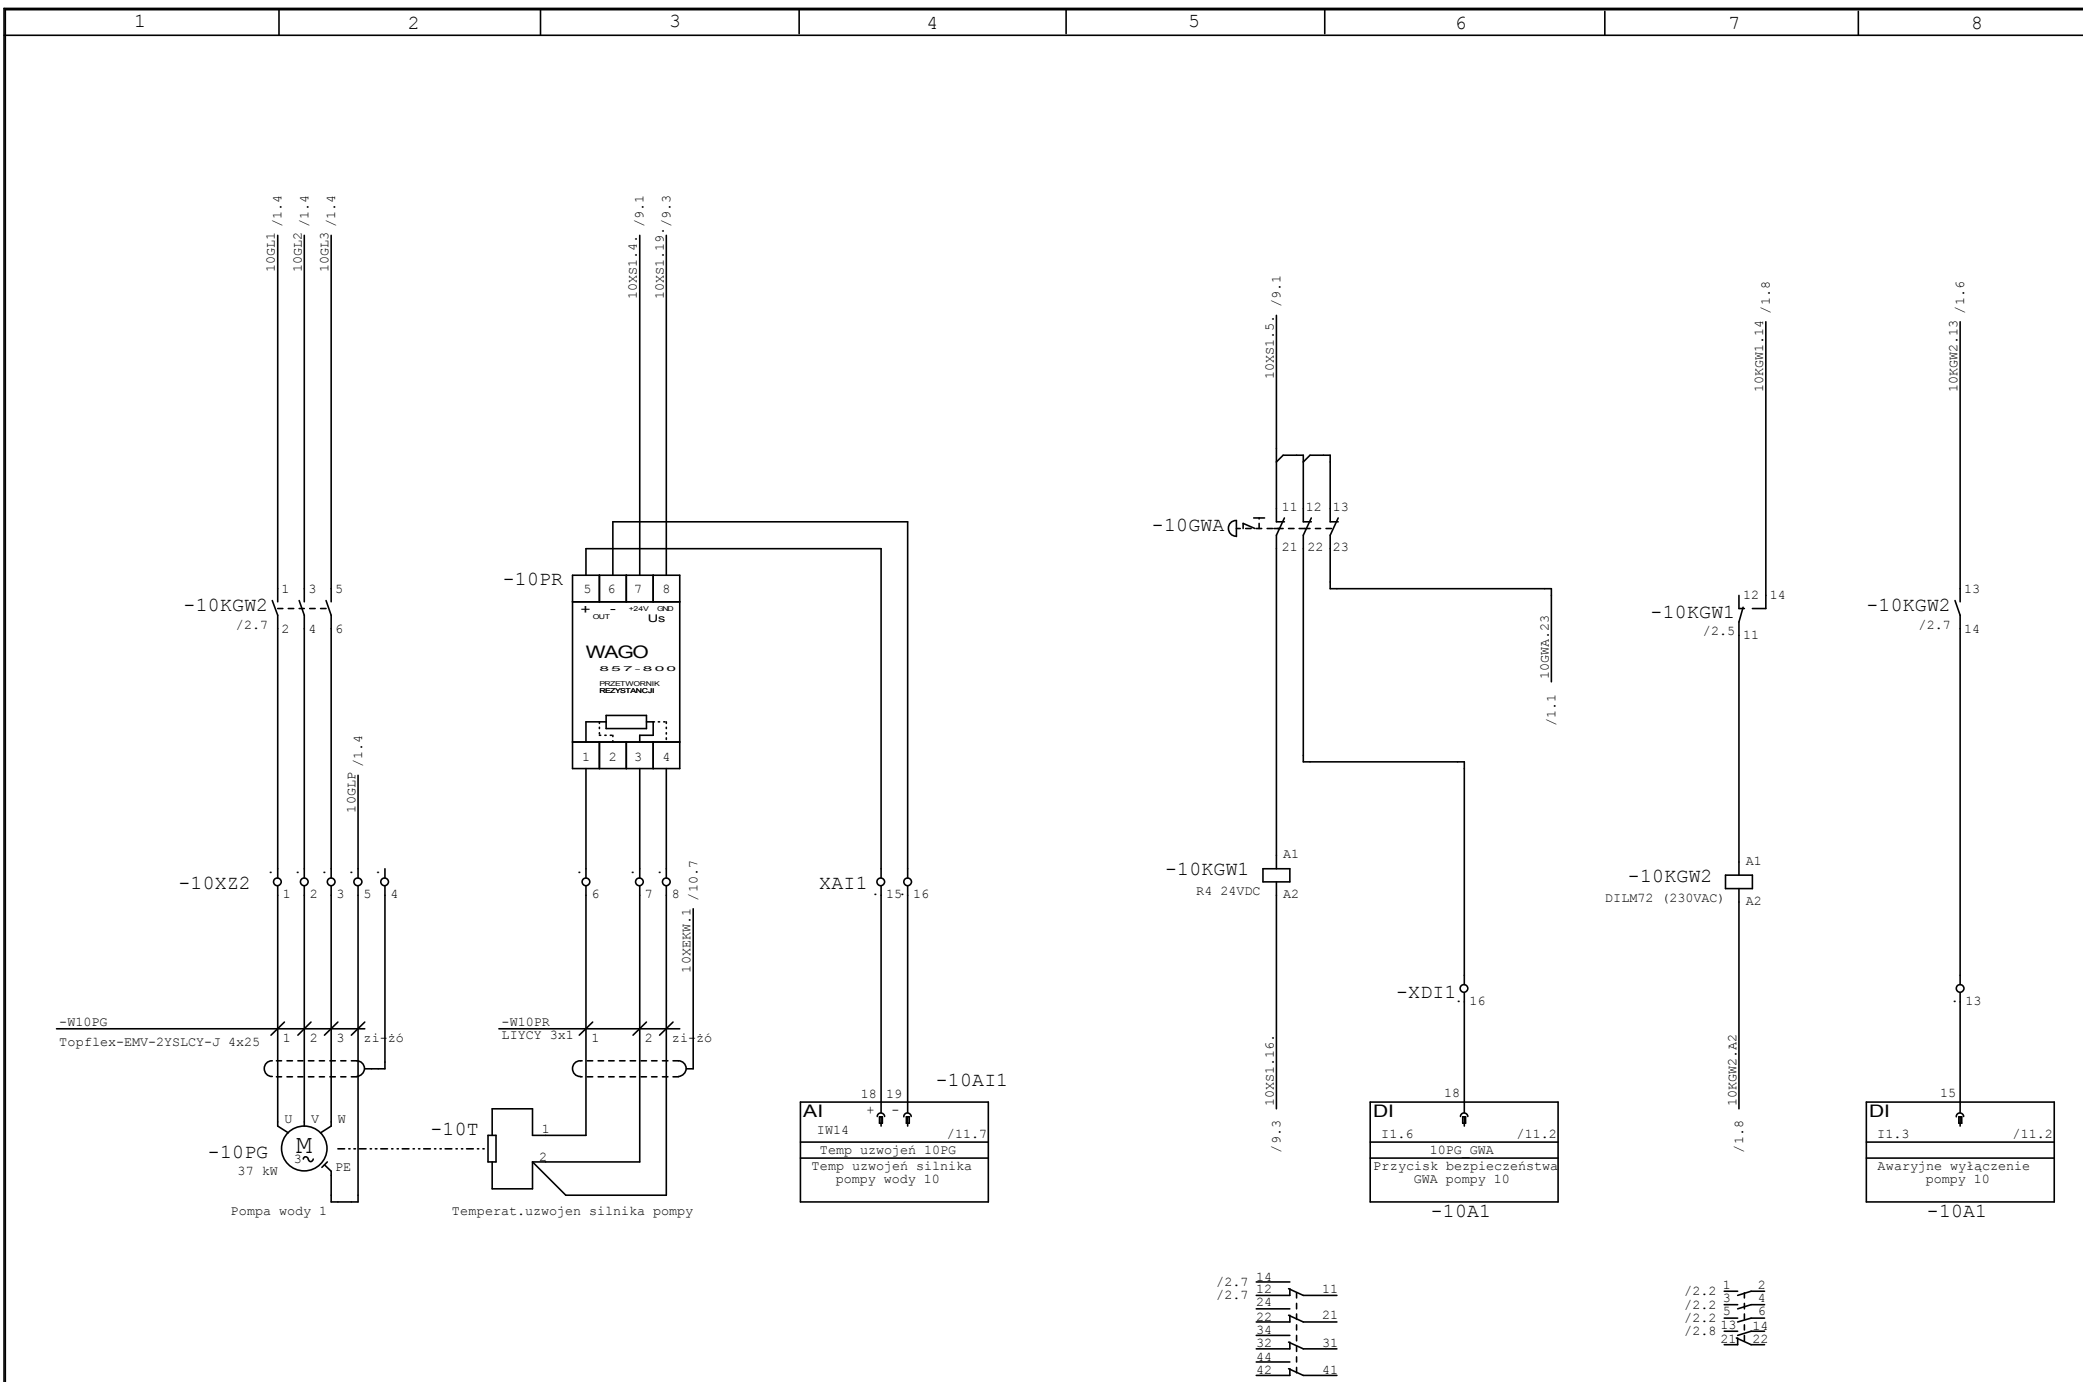 1 2 3 4 5 6 7 8
10GL1 /1.4
10GL2 /1.4
10GL3 /1.4
10XS1.4. /9.1
10XS1.19. /9.3
10XS1.5. /9.1
10KGW1.14 /1.8
10KGW2.13 /1.6
-10KGW2
/2.7
1 3 5
2 4 6
10GLP /1.4
-10XZ2
1 2 3 5 4
-W10PG
Topflex-EMV-2YSLCY-J 4x25
1 2 3 zi-żó
U V W
M
3~
PE
-10PG
37 kW
Pompa wody 1
-10PR
5 6 7 8
+ - +24V GND
OUT Us
WAGO
857-800
PRZETWORNIK
REZYSTANCJI
1 2 3 4
6 7 8
10XEKW.1 /10.7
-W10PR
LIYCY 3x1
1 2 zi-żó
-10T
1
2
Temperat.uzwojen silnika pompy
XAI1
15 16
-10AI1
18 19
AI + -
IW14 /11.7
Temp uzwojeń 10PG
Temp uzwojeń silnika
pompy wody 10
-10GWA
11 12 13
21 22 23
10GWA.23
/1.1
-10KGW1
R4 24VDC
A1
A2
10XS1.16.
/9.3
-XDI1
16
18
DI
I1.6 /11.2
10PG GWA
Przycisk bezpieczeństwa
GWA pompy 10
-10A1
-10KGW1
/2.5
12 14
11
-10KGW2
DILM72 (230VAC)
A1
A2
10KGW2.A2
/1.8
-10KGW2
/2.7
13
14
13
15
DI
I1.3 /11.2
Awaryjne wyłączenie
pompy 10
-10A1
/2.7 14
/2.7 12 11
24
22 21
34
32 31
44
42 41
/2.2 1 2
/2.2 3 4
/2.2 5 6
/2.8 13 14
21 22